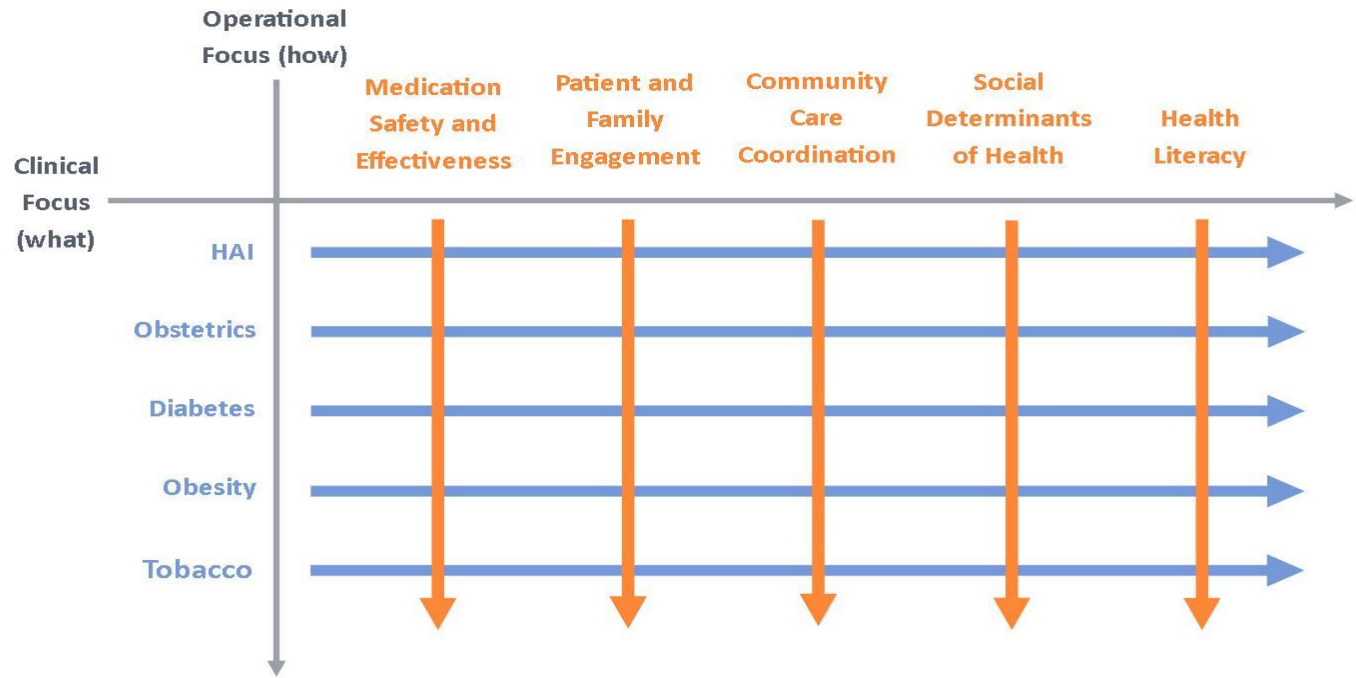 Operational
Focus (how)
Medication
Safety and
Effectiveness
Patient and
Family
Engagement
Community
Care
Coordination
Social
Determinants
of Health
Health
Literacy
Clinical
Focus
(what)
HAI
Obstetrics
Diabetes
Obesity
Tobacco